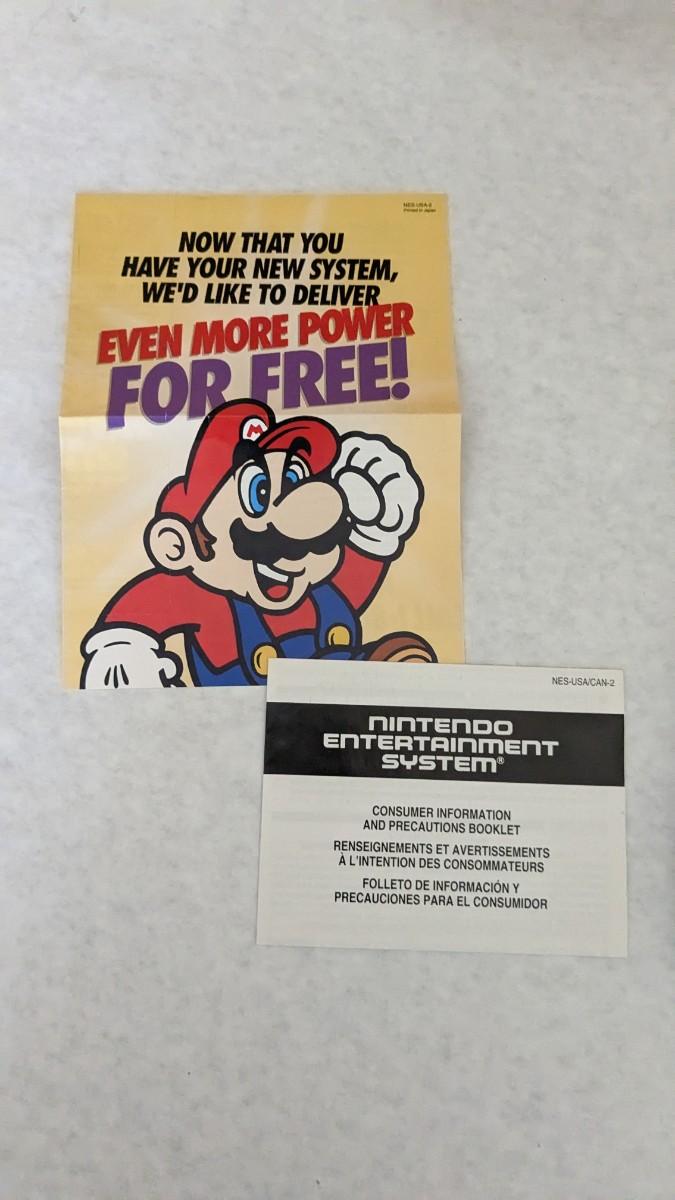 NES-USA-2
Printed in Japan
NOW THAT YOU
HAVE YOUR NEW SYSTEM,
WE'D LIKE TO DELIVER
EVEN MORE POWER
FOR FREE!
M
NES-USA/CAN-2
NINTENDO
ENTERTAINMENT
SYSTEM®
CONSUMER INFORMATION
AND PRECAUTIONS BOOKLET
RENSEIGNEMENTS ET AVERTISSEMENTS
À L'INTENTION DES CONSOMMATEURS
FOLLETO DE INFORMACIÓN Y
PRECAUCIONES PARA EL CONSUMIDOR